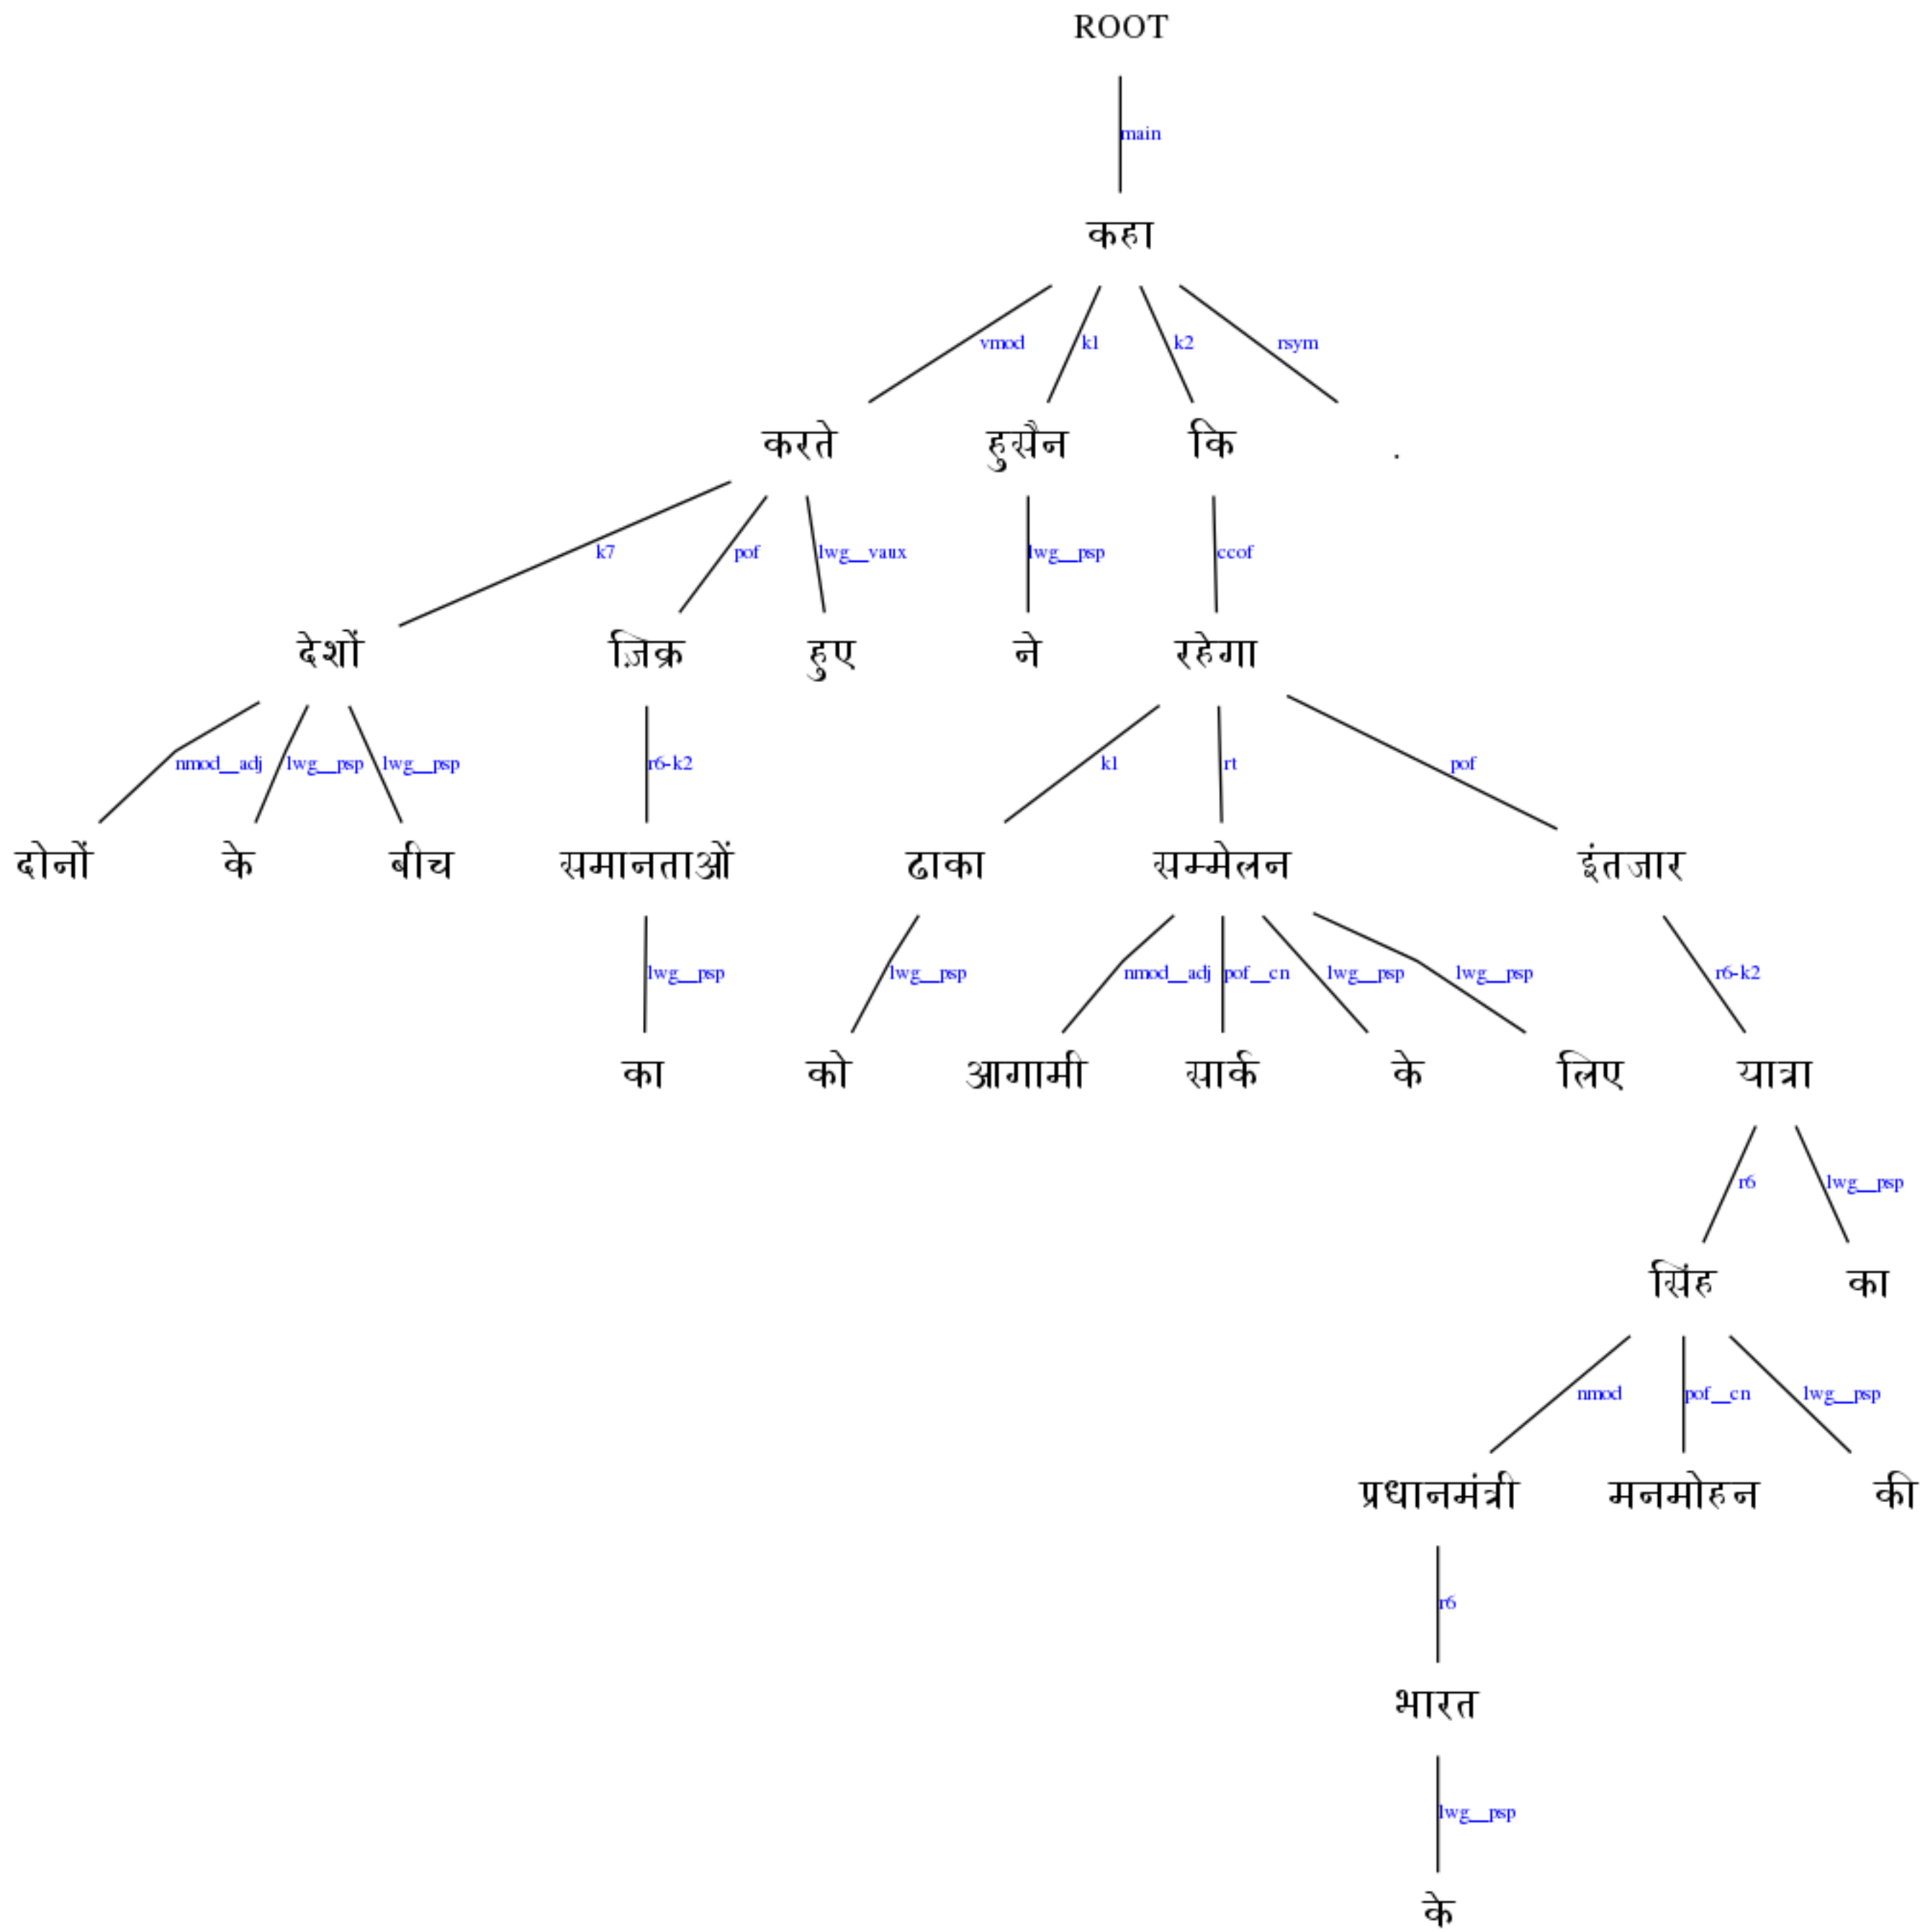 ROOT
main
कहा
vmod k1 k2 rsym
करते हुसैन कि .
k7 pof lwg__vaux lwg__psp ccof
देशों ज़िक्र हुए ने रहेगा
nmod__adj lwg__psp lwg__psp r6-k2 k1 rt pof
दोनों के बीच समानताओं ढाका सम्मेलन इंतजार
lwg__psp lwg__psp nmod__adj pof__cn lwg__psp lwg__psp r6-k2
का को आगामी सार्क के लिए यात्रा
r6 lwg__psp
सिंह का
nmod pof__cn lwg__psp
प्रधानमंत्री मनमोहन की
r6
भारत
lwg__psp
के